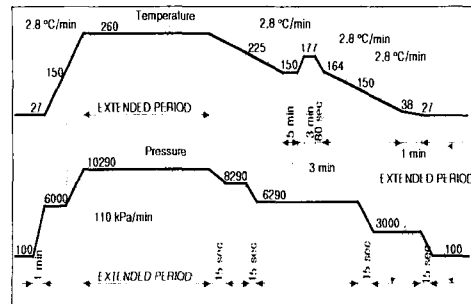 Temperature
2.8 °C/min
260
2.8 °C/min
177
2.8 °C/min
225
150
164
2.8 °C/min
150
150
27
38
27
EXTENDED PERIOD
5 min
3 min
60 sec
1 min
Pressure
10290
8290
3 min
EXTENDED PERIOD
6000
6290
110 kPa/min
3000
100
100
1 min
EXTENDED PERIOD
15 sec
15 sec
15 sec
15 sec